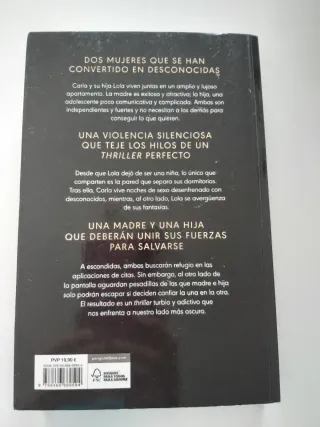 DOS MUJERES QUE SE HAN
CONVERTIDO EN DESCONOCIDAS
Carla y su hija Lola viven juntas en un amplio y lujoso
apartamento. La madre es exitosa y atractiva; la hija, una
adolescente poco comunicativa y complicada. Ambas son
independientes y fuertes y no necesitan a los demás para
conseguir lo que quieren.
UNA VIOLENCIA SILENCIOSA
QUE TEJE LOS HILOS DE UN
THRILLER PERFECTO
Desde que Lola dejó de ser una niña, lo único que
comparten es la pared que separa sus dormitorios.
Tras ella, Carla vive noches de sexo desenfrenado con
desconocidos, mientras, al otro lado, Lola se avergüenza
de sus fantasías.
UNA MADRE Y UNA HIJA
QUE DEBERÁN UNIR SUS FUERZAS
PARA SALVARSE
A escondidas, ambas buscarán refugio en las
aplicaciones de citas. Sin embargo, al otro lado de
la pantalla aguardan pesadillas de las que madre e hija
solo podrán escapar si deciden confiar la una en la otra.
El resultado es un thriller turbio y adictivo que
nos enfrenta a nuestro lado más oscuro.
PVP 18,90 €
FSC